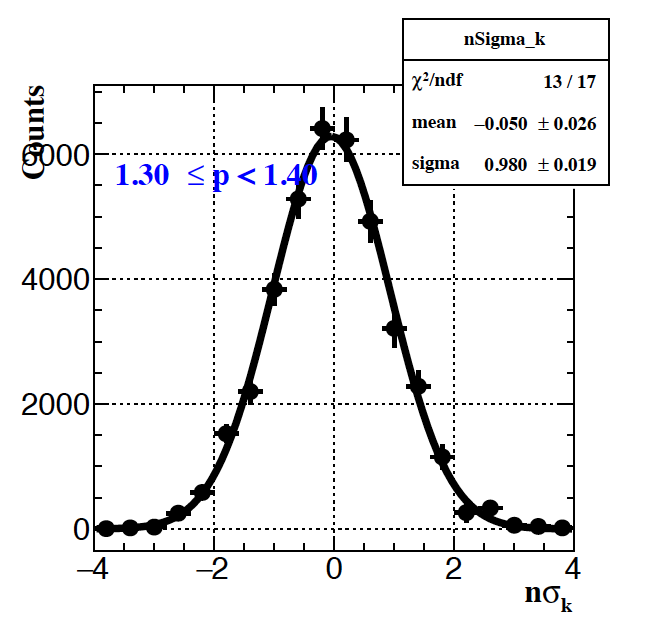 nSigma_k
χ²/ndf 13 / 17
mean −0.050 ± 0.026
sigma 0.980 ± 0.019
Counts
1.30 ≤ p < 1.40
6000
4000
2000
0
−4 −2 0 2 4
nσk